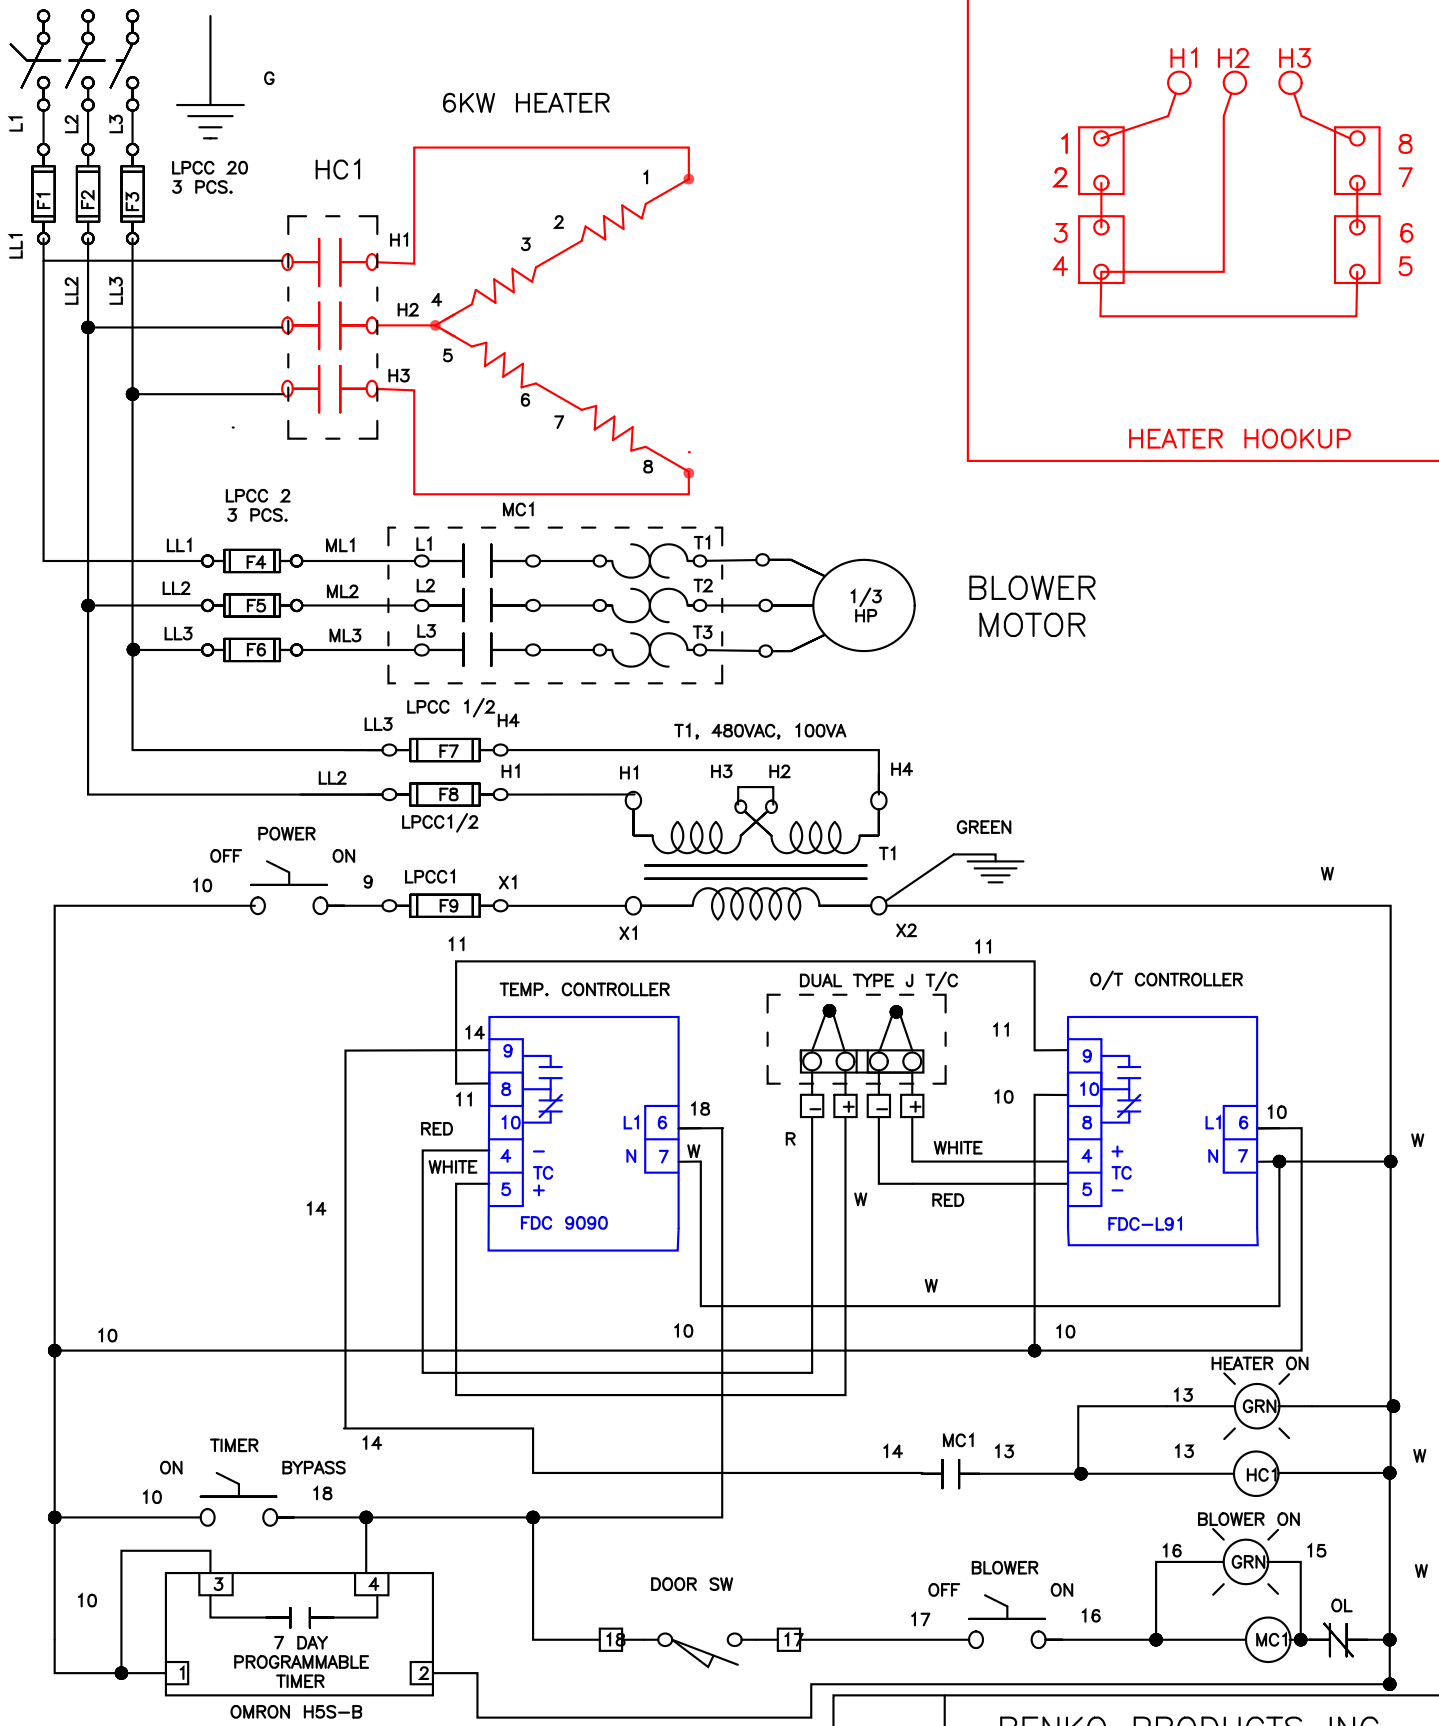 G
6KW HEATER
H1 H2 H3
L1
L2
L3
1 8
2 7
3 6
4 5
HEATER HOOKUP
F1
F2
F3
LPCC 20
3 PCS.
HC1
LL1
LL2
LL3
H1
H2
H3
1
2
3
4
5
6
7
8
LPCC 2
3 PCS.
MC1
LL1 F4 ML1 L1 T1
LL2 F5 ML2 L2 T2
LL3 F6 ML3 L3 T3
1/3
HP
BLOWER
MOTOR
LPCC 1/2
LL3 F7 H4
T1, 480VAC, 100VA
LL2 F8 H1 H1 H3 H2 H4
LPCC1/2
POWER
OFF ON
T1
GREEN
10 9 LPCC1 X1
F9
X1 X2
W
11 11
TEMP. CONTROLLER
DUAL TYPE J T/C
O/T CONTROLLER
14 9
8
11
10
RED 4 −
WHITE TC
5 +
L1 6 18
N 7 W
FDC 9090
− + − +
R
W
WHITE
RED
11 9
10 10
8
4 +
TC
5 −
L1 6 10
N 7
FDC−L91
W
14
W
10 10 10
HEATER ON
13 GRN
14
14 MC1 13 13 HC1
W
TIMER
ON BYPASS
10 18
BLOWER ON
16 GRN 15
W
10
3 4
7 DAY
PROGRAMMABLE
TIMER
1 2
OMRON H5S−B
DOOR SW
18 17
BLOWER
OFF ON
17 16
MC1
OL
BENKO PRODUCTS INC